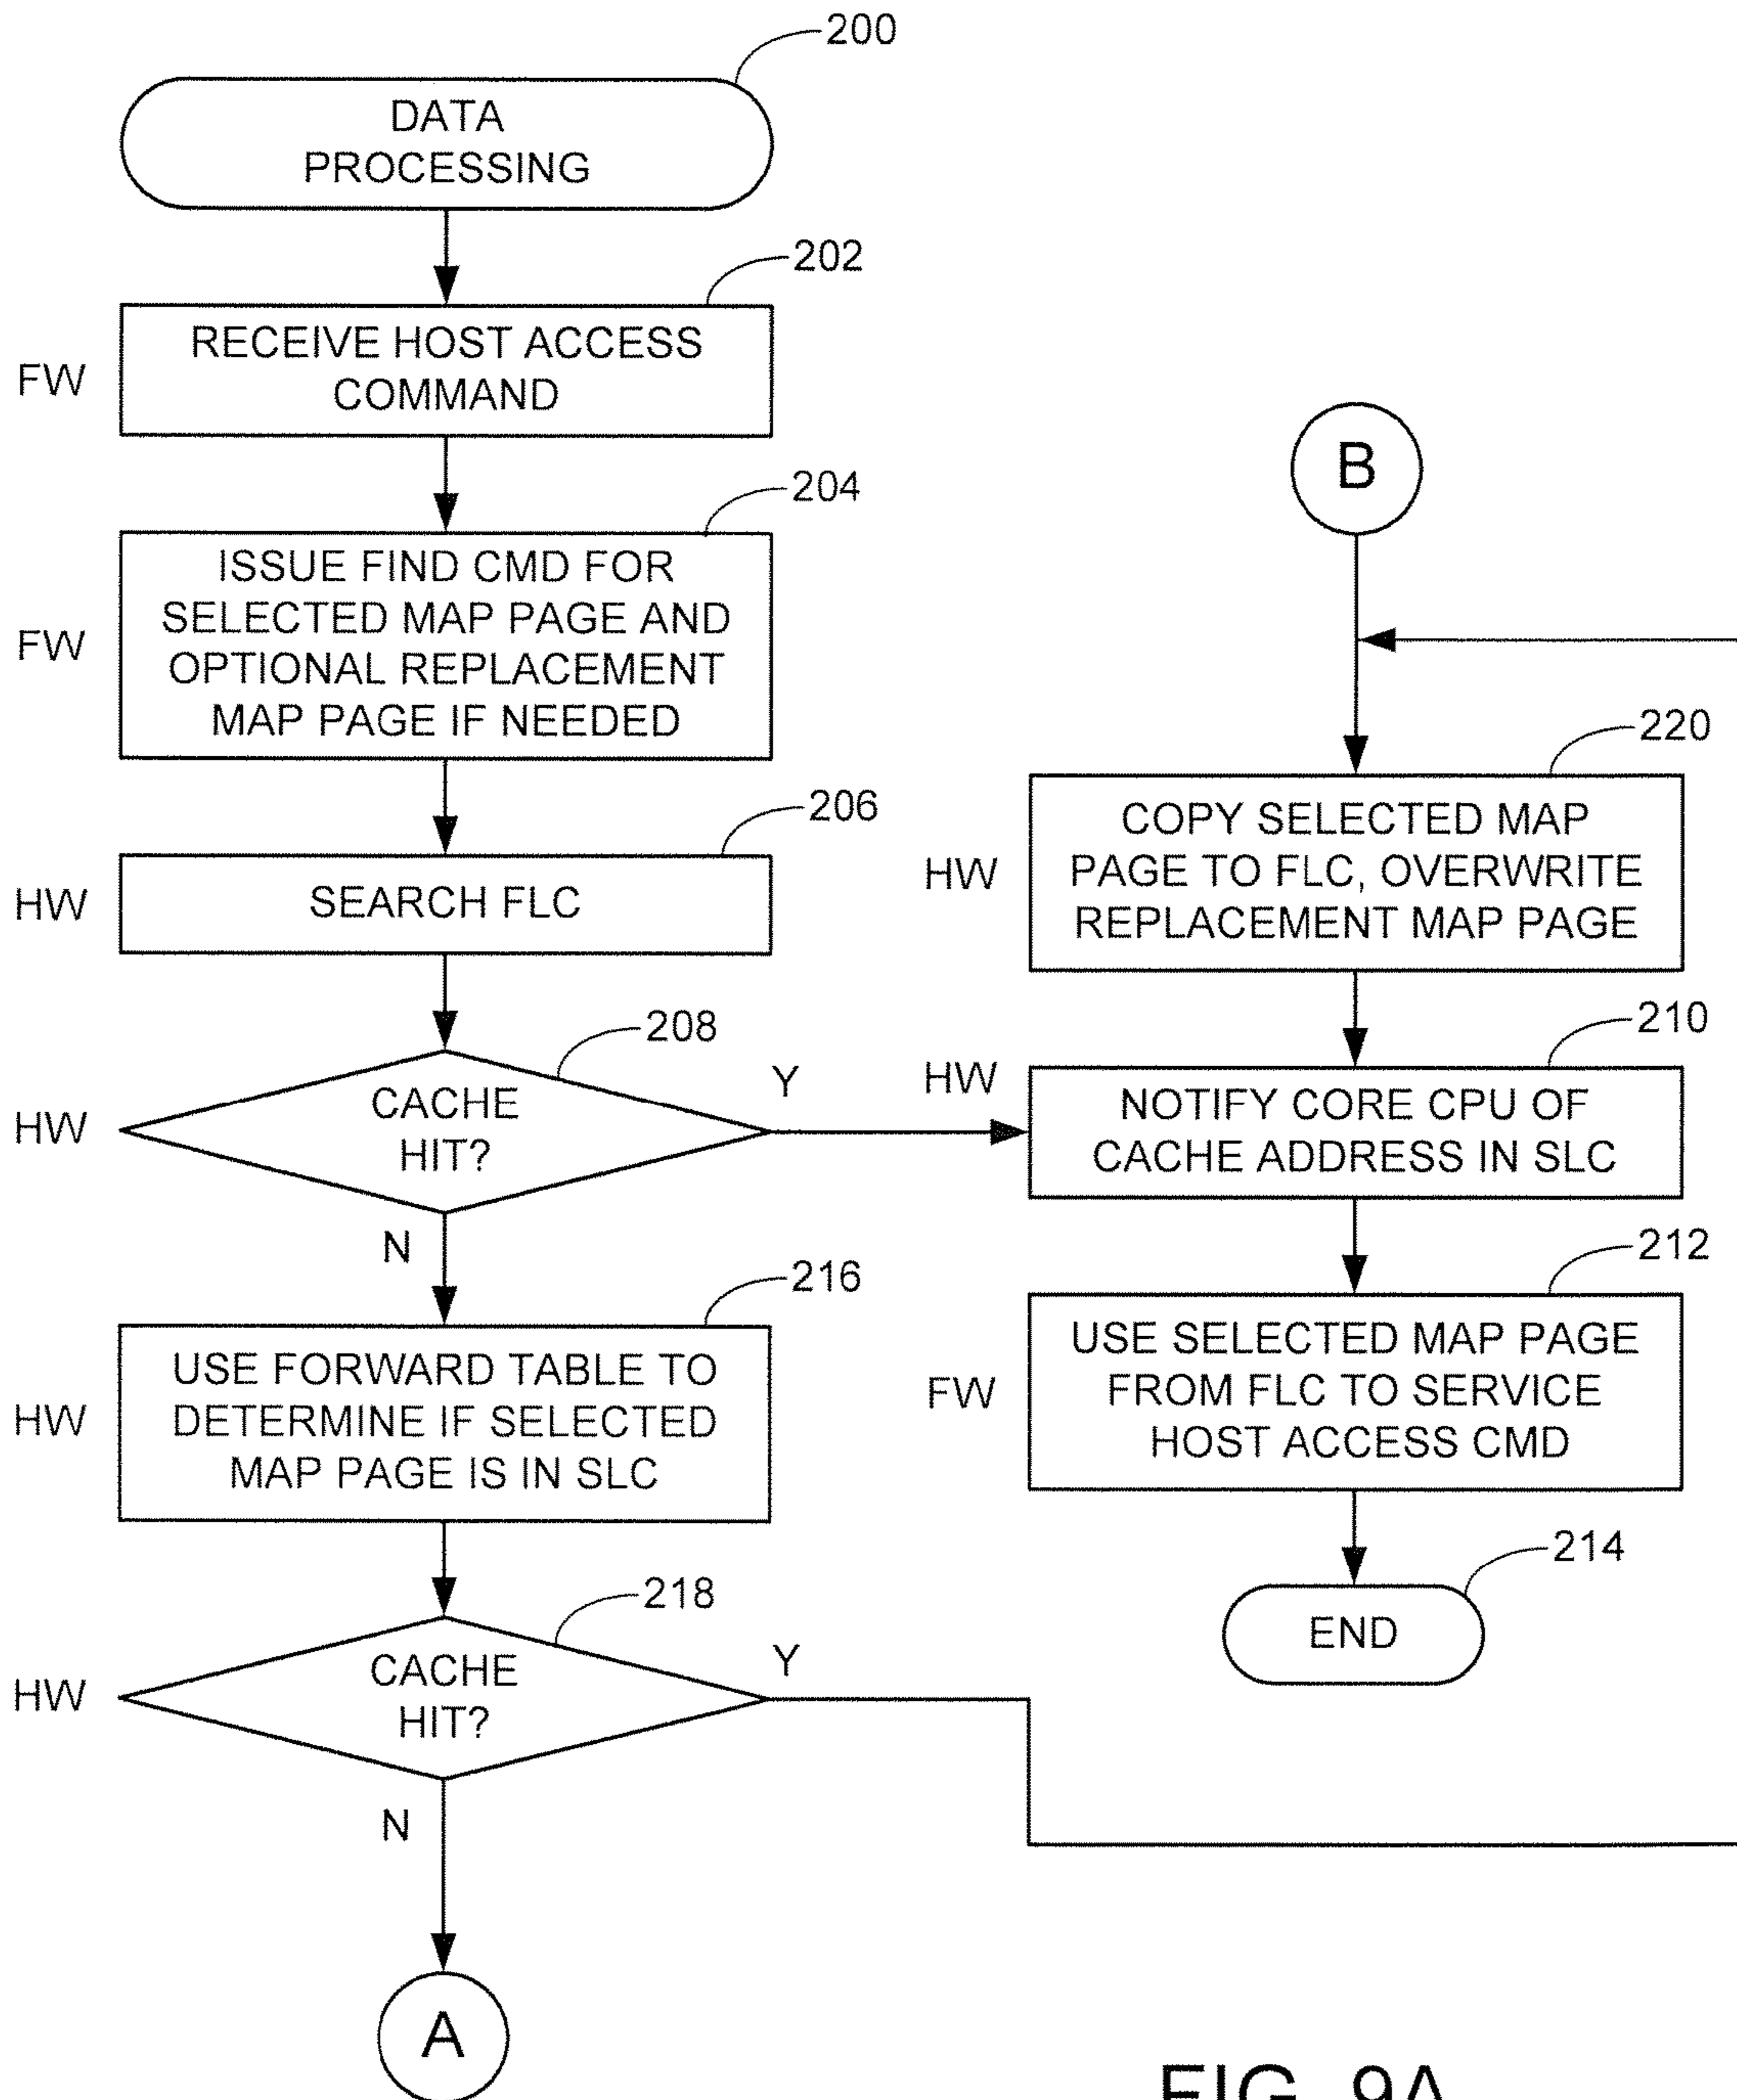 200
DATA
PROCESSING
202
FW
RECEIVE HOST ACCESS
COMMAND
204
FW
ISSUE FIND CMD FOR
SELECTED MAP PAGE AND
OPTIONAL REPLACEMENT
MAP PAGE IF NEEDED
206
HW
SEARCH FLC
208
HW
CACHE
HIT?
Y
N
216
HW
USE FORWARD TABLE TO
DETERMINE IF SELECTED
MAP PAGE IS IN SLC
218
HW
CACHE
HIT?
Y
N
A
B
220
HW
COPY SELECTED MAP
PAGE TO FLC, OVERWRITE
REPLACEMENT MAP PAGE
210
HW
NOTIFY CORE CPU OF
CACHE ADDRESS IN SLC
212
FW
USE SELECTED MAP PAGE
FROM FLC TO SERVICE
HOST ACCESS CMD
214
END
FIG. 9A